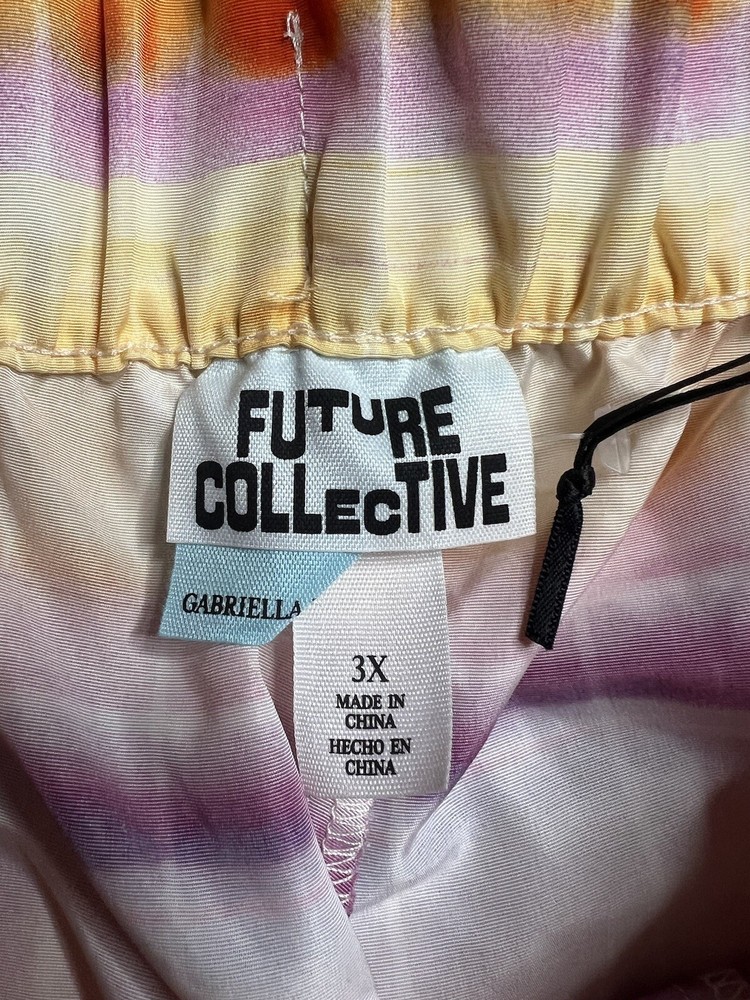 FUTURE
COLLECTIVE
GABRIELLA
3X
MADE IN
CHINA
HECHO EN
CHINA